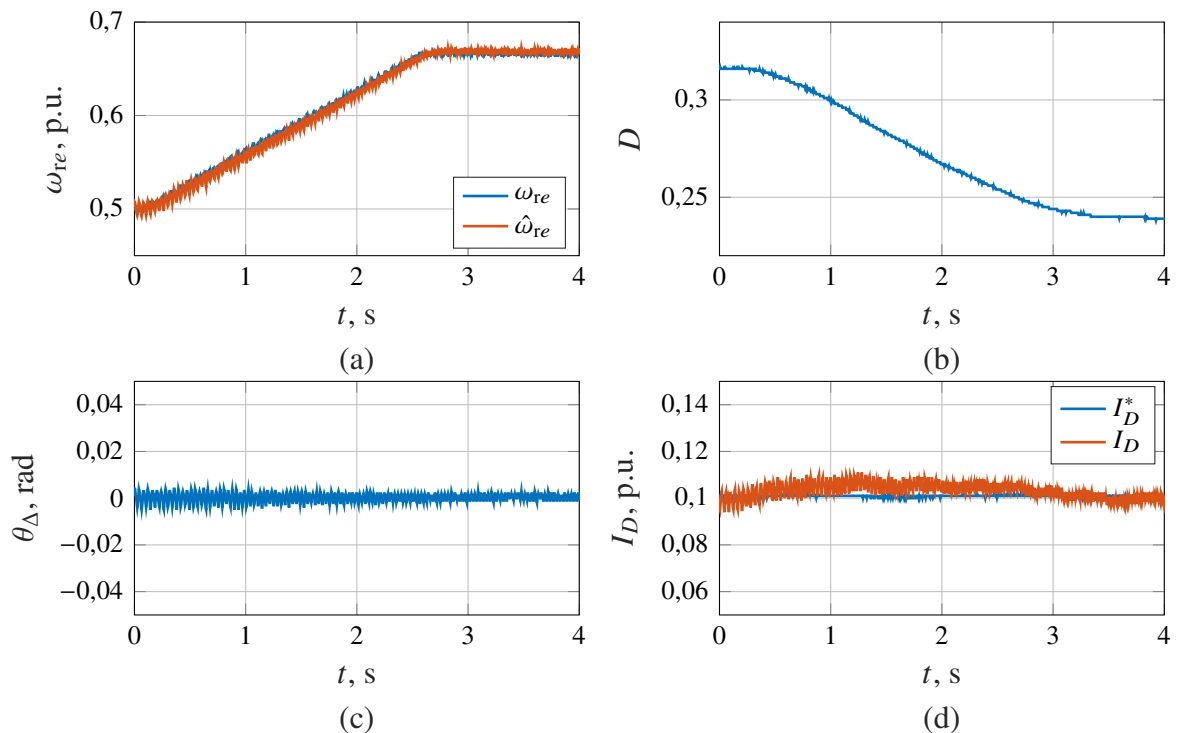 0,7
0,6
0,5
ω_re, p.u.
ω_re
ω̂_re
0 1 2 3 4
t, s
(a)
0,3
0,25
D
0 1 2 3 4
t, s
(b)
0,04
0,02
0
−0,02
−0,04
θ_Δ, rad
0 1 2 3 4
t, s
(c)
0,14
0,12
0,1
0,08
0,06
I_D, p.u.
I_D^*
I_D
0 1 2 3 4
t, s
(d)